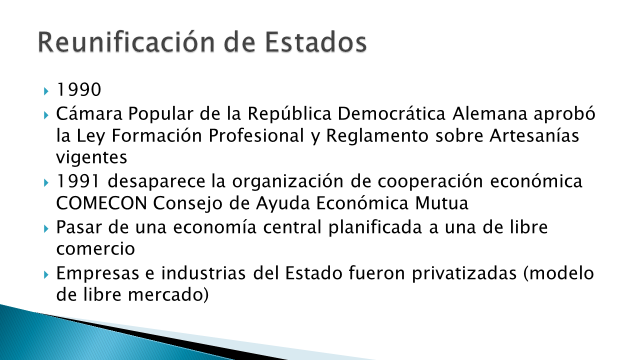 Reunificación de Estados
1990
Cámara Popular de la República Democrática Alemana aprobó
la Ley Formación Profesional y Reglamento sobre Artesanías
vigentes
1991 desaparece la organización de cooperación económica
COMECON Consejo de Ayuda Económica Mutua
Pasar de una economía central planificada a una de libre
comercio
Empresas e industrias del Estado fueron privatizadas (modelo
de libre mercado)